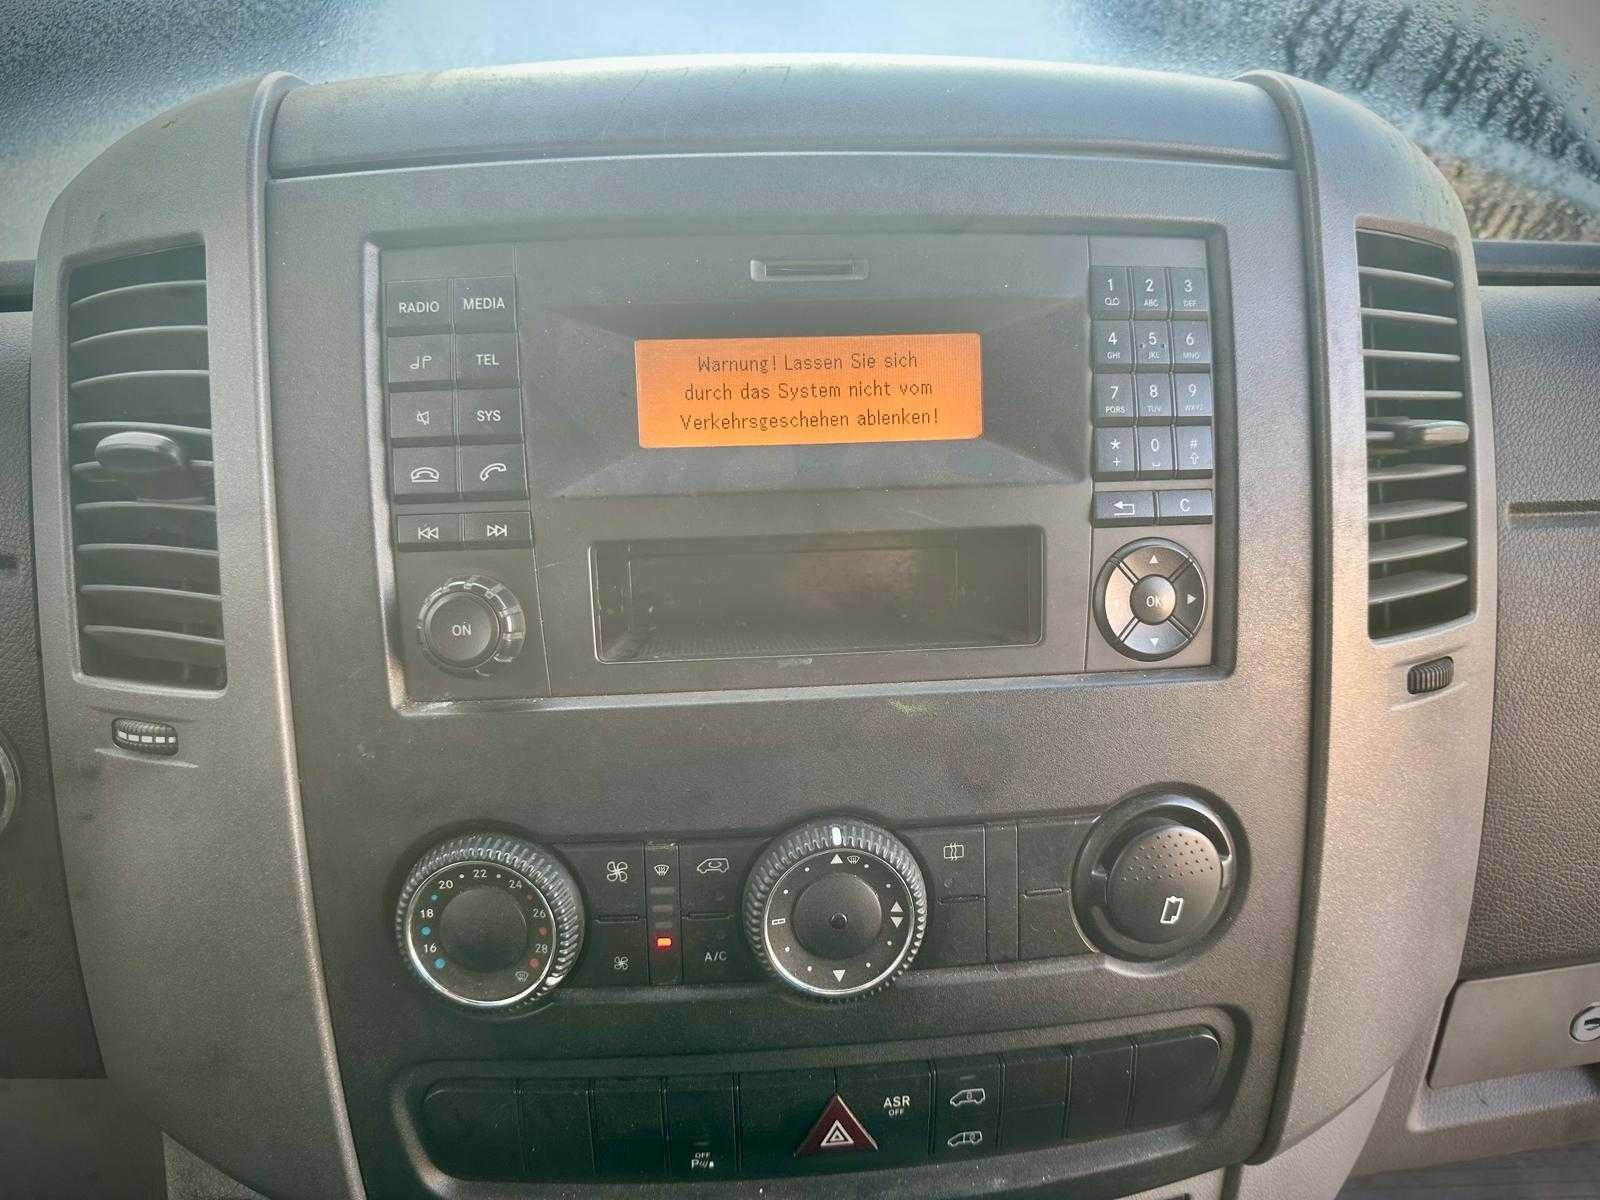 RADIO MEDIA
TEL
SYS
ON
Warnung! Lassen Sie sich
durch das System nicht vom
Verkehrsgeschehen ablenken!
1 2 3
ABC DEF
4 5 6
GHI JKL MNO
7 8 9
PQRS TUV WXYZ
* 0 #
+
C
OK
16 18 20 22 24 26 28
A/C
OFF
P
ASR
OFF